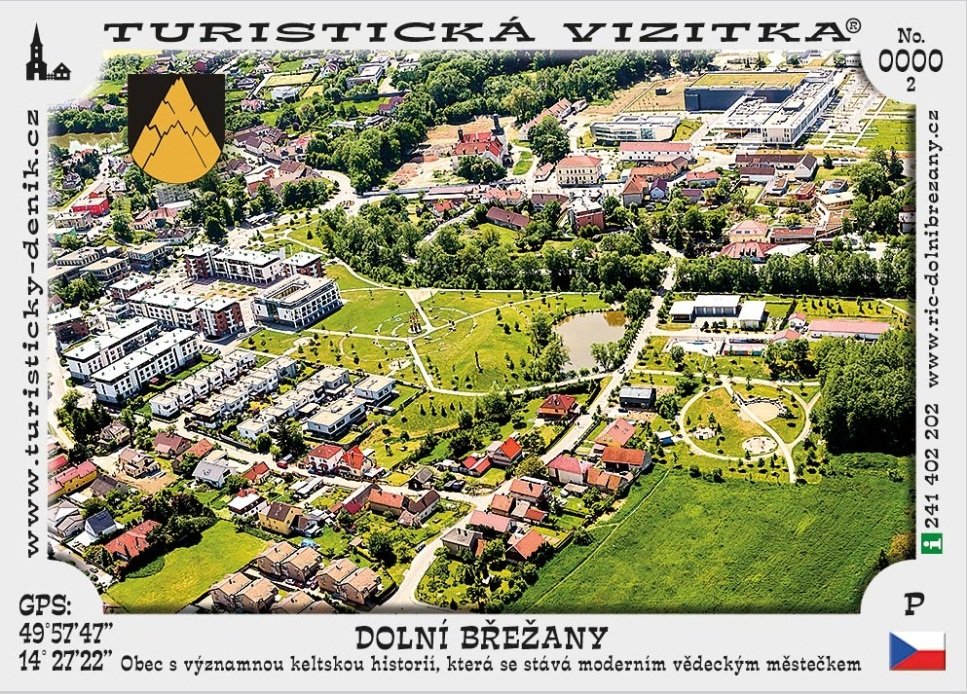 TURISTICKÁ VIZITKA®
No.
0000
2
www.turisticky-denik.cz
www.ric-dolnibrezany.cz
i 241 402 202
GPS:
49°57'47"
14°27'22"
P
DOLNÍ BŘEŽANY
Obec s významnou keltskou historií, která se stává moderním vědeckým městečkem